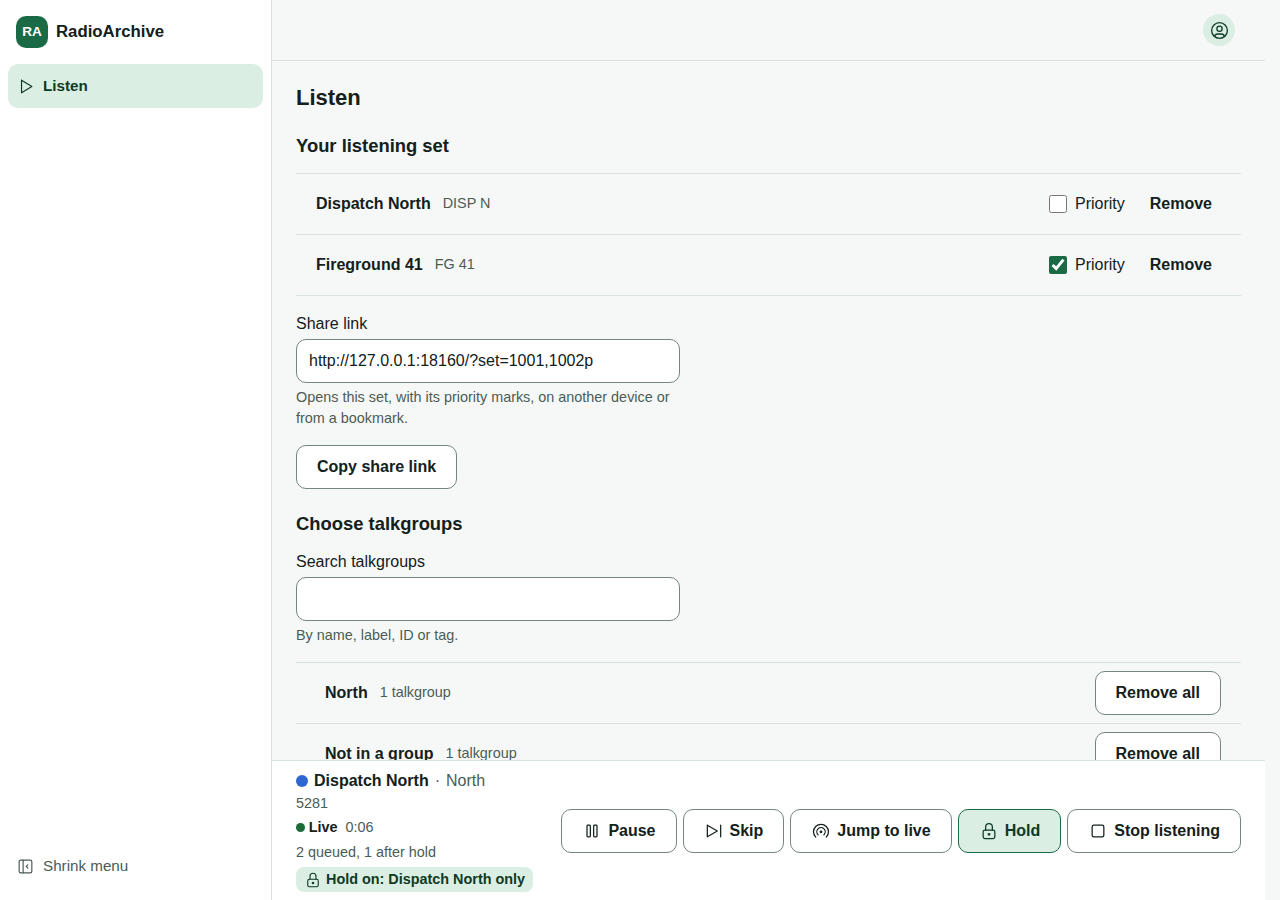 RA RadioArchive
Listen
Listen
Your listening set
Dispatch North DISP N Priority Remove
Fireground 41 FG 41 Priority Remove
Share link
http://127.0.0.1:18160/?set=1001,1002p
Opens this set, with its priority marks, on another device or
from a bookmark.
Copy share link
Choose talkgroups
Search talkgroups
By name, label, ID or tag.
North 1 talkgroup Remove all
Not in a group 1 talkgroup Remove all
Dispatch North · North
5281
Live 0:06
2 queued, 1 after hold
Hold on: Dispatch North only
Pause Skip Jump to live Hold Stop listening
Shrink menu